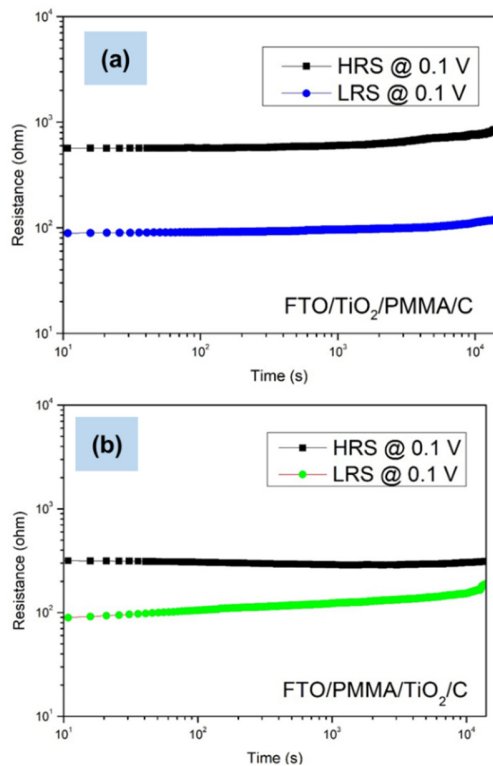 (a)
HRS @ 0.1 V
LRS @ 0.1 V
10⁴
10³
10²
10¹
Resistance (ohm)
FTO/TiO₂/PMMA/C
10¹ 10² 10³ 10⁴
Time (s)
(b)
HRS @ 0.1 V
LRS @ 0.1 V
10⁴
10³
10²
10¹
Resistance (ohm)
FTO/PMMA/TiO₂/C
10¹ 10² 10³ 10⁴
Time (s)